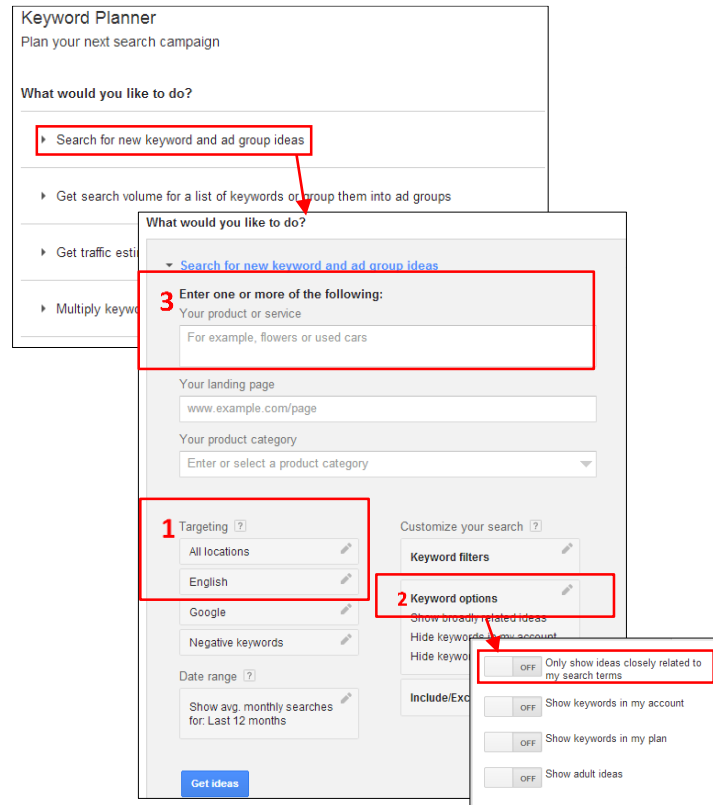 Keyword Planner
Plan your next search campaign
What would you like to do?
Search for new keyword and ad group ideas
Get search volume for a list of keywords or group them into ad groups
Get traffic esti
Multiply keywo
What would you like to do?
Search for new keyword and ad group ideas
3
Enter one or more of the following:
Your product or service
For example, flowers or used cars
Your landing page
www.example.com/page
Your product category
Enter or select a product category
1
Targeting ?
All locations
English
Google
Negative keywords
Date range ?
Show avg. monthly searches
for: Last 12 months
Get ideas
Customize your search ?
Keyword filters
2
Keyword options
Show broadly related ideas
Hide keywords in my account
Hide keywo
Include/Exc
OFF Only show ideas closely related to
my search terms
OFF Show keywords in my account
OFF Show keywords in my plan
OFF Show adult ideas